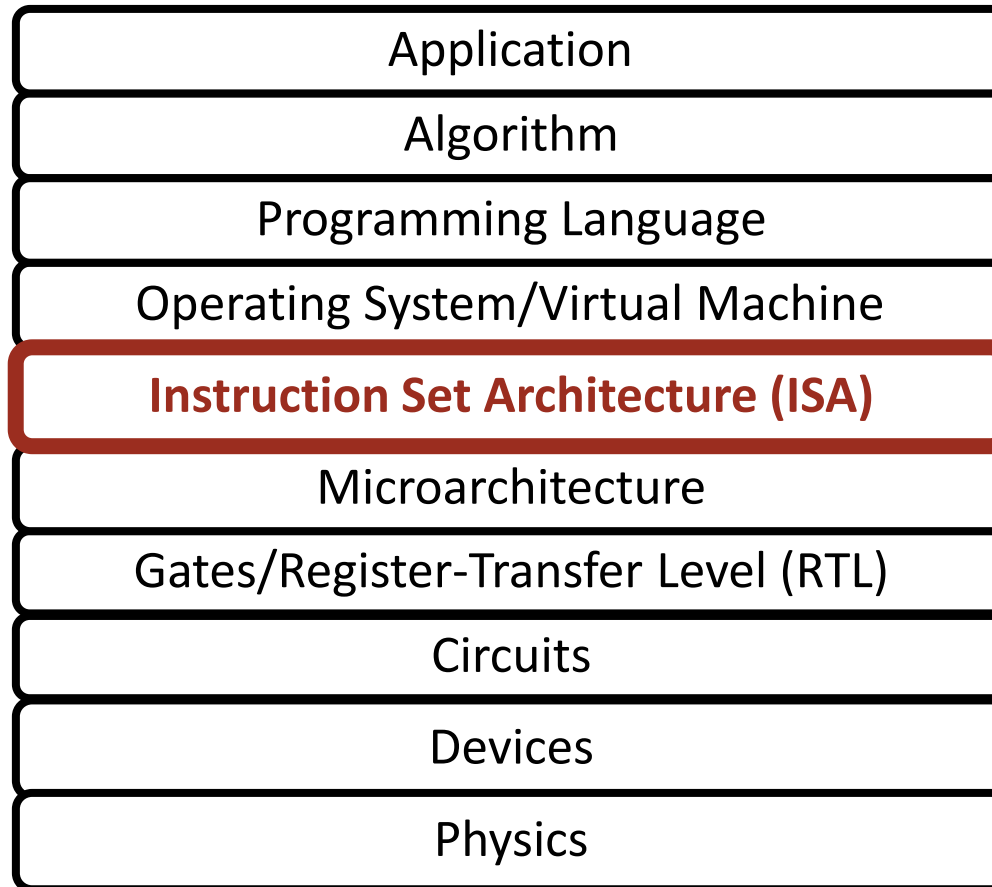 Application
Algorithm
Programming Language
Operating System/Virtual Machine
Instruction Set Architecture (ISA)
Microarchitecture
Gates/Register-Transfer Level (RTL)
Circuits
Devices
Physics